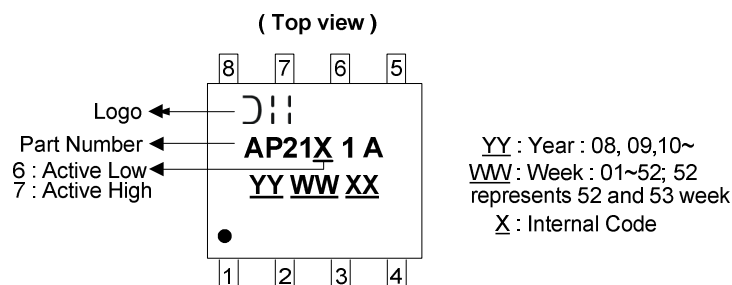 ( Top view )
8 7 6 5
Logo
Part Number
6 : Active Low
7 : Active High
AP21X 1 A
YY WW XX
1 2 3 4
YY : Year : 08, 09,10~
WW : Week : 01~52; 52
represents 52 and 53 week
X : Internal Code